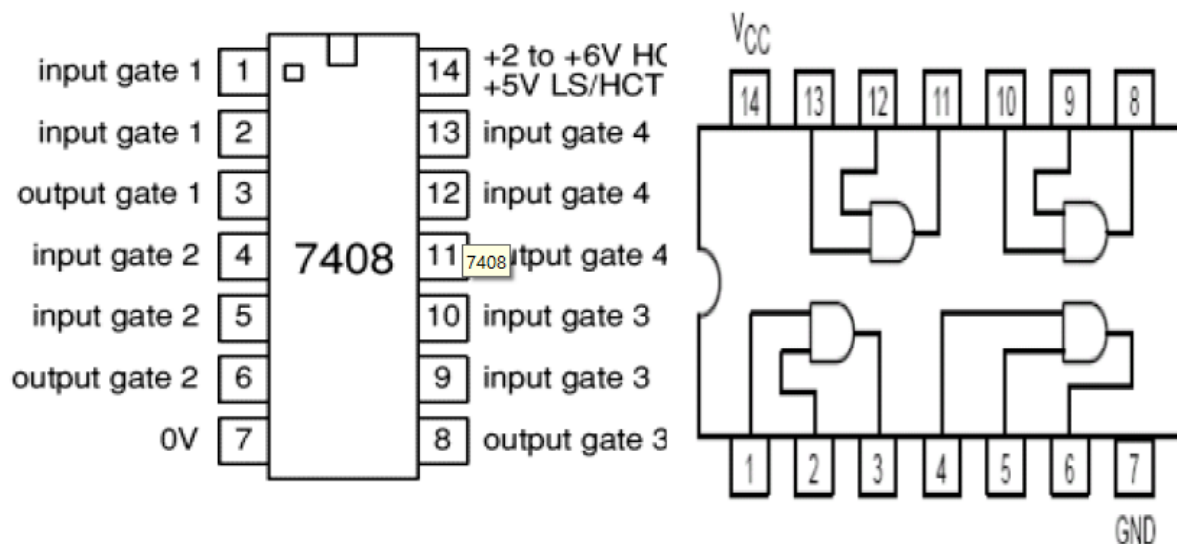 input gate 1 1 14 +2 to +6V HC
+5V LS/HCT
input gate 1 2 13 input gate 4
output gate 1 3 12 input gate 4
input gate 2 4 7408 11 7408 utput gate 4
input gate 2 5 10 input gate 3
output gate 2 6 9 input gate 3
0V 7 8 output gate 3
VCC
14 13 12 11 10 9 8
1 2 3 4 5 6 7
GND